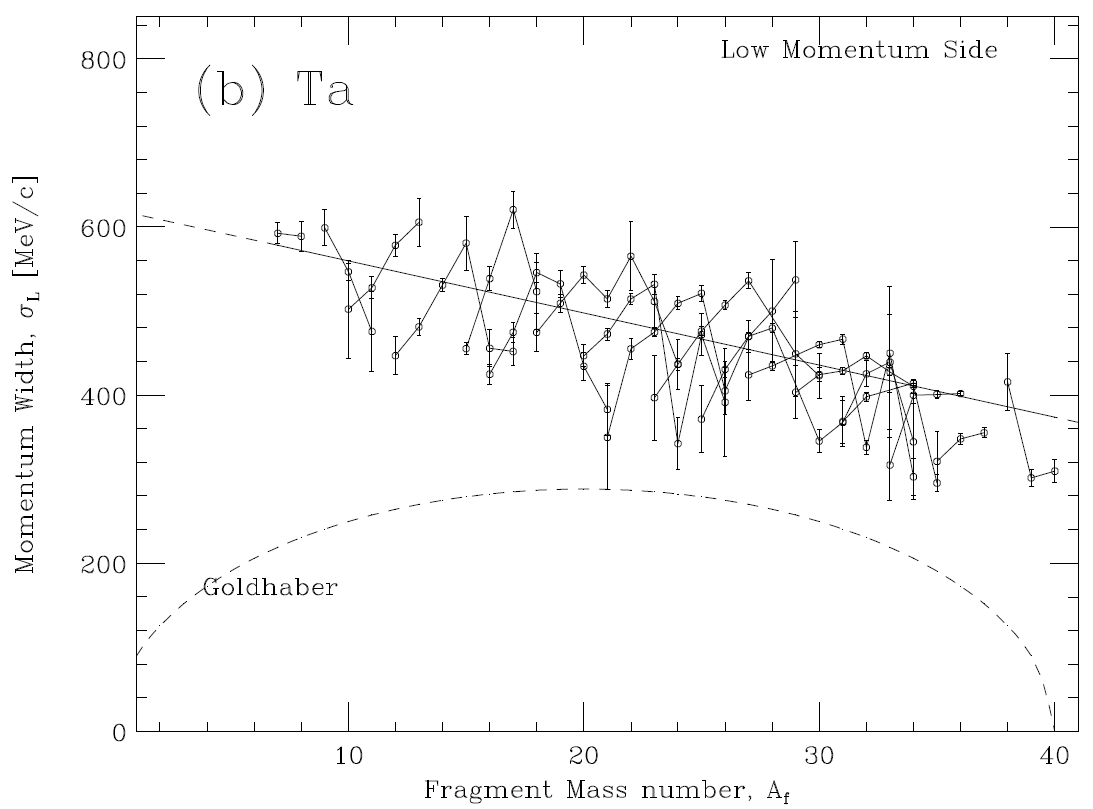 Low Momentum Side
(b) Ta
800
600
400
200
0
Momentum Width, σL [MeV/c]
Goldhaber
10
20
30
40
Fragment Mass number, Af